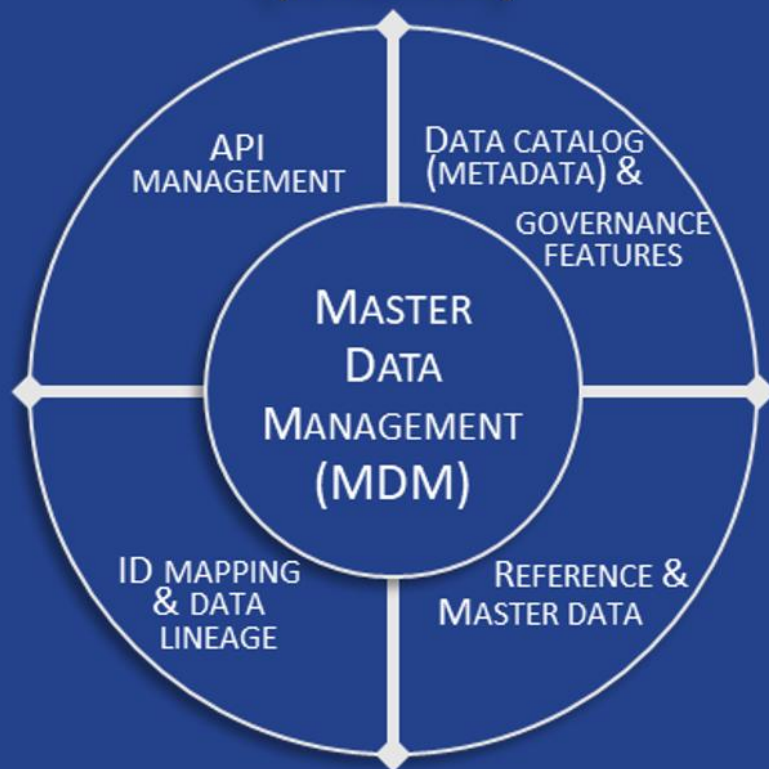 API
MANAGEMENT
DATA CATALOG
(METADATA) &
GOVERNANCE
FEATURES
MASTER
DATA
MANAGEMENT
(MDM)
ID MAPPING
& DATA
LINEAGE
REFERENCE &
MASTER DATA